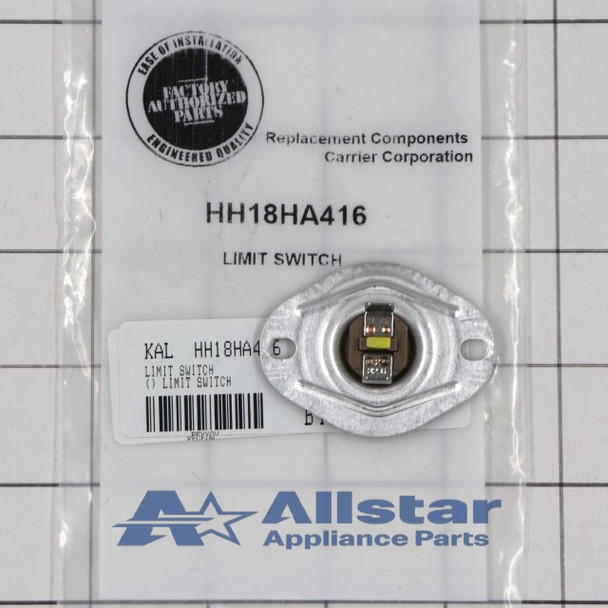 EASE OF INSTALLATION
FACTORY
AUTHORIZED
PARTS
ENGINEERED QUALITY
Replacement Components
Carrier Corporation
HH18HA416
LIMIT SWITCH
KAL HH18HA4 6
LIMIT SWITCH
() LIMIT SWITCH
Allstar
Appliance Parts